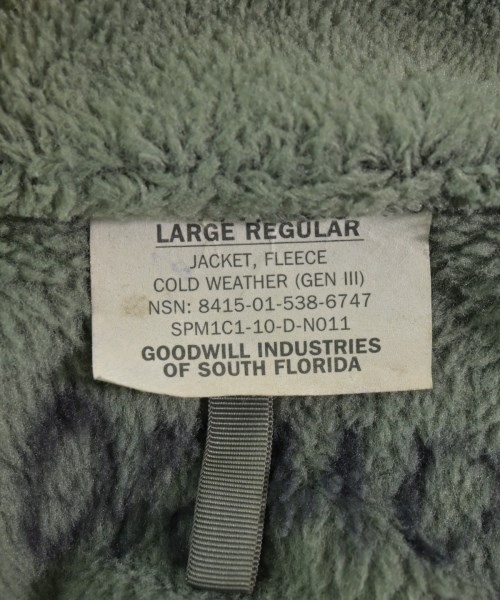 LARGE REGULAR
JACKET, FLEECE
COLD WEATHER (GEN III)
NSN: 8415-01-538-6747
SPM1C1-10-D-N011
GOODWILL INDUSTRIES
OF SOUTH FLORIDA